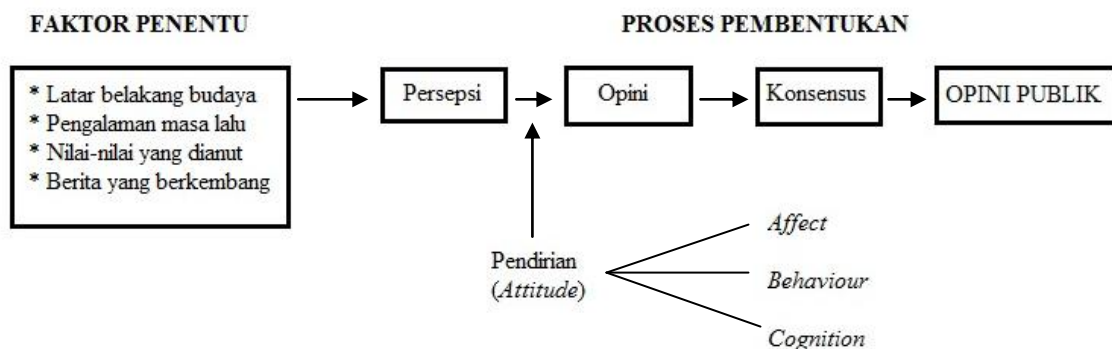 FAKTOR PENENTU
PROSES PEMBENTUKAN
* Latar belakang budaya
* Pengalaman masa lalu
* Nilai-nilai yang dianut
* Berita yang berkembang
Persepsi
Opini
Konsensus
OPINI PUBLIK
Pendirian
(Attitude)
Affect
Behaviour
Cognition